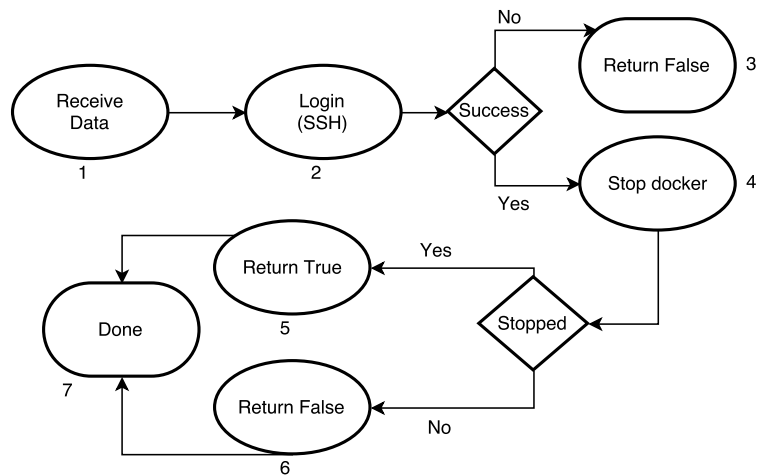 No
Return False
3
Receive
Data
1
Login
(SSH)
2
Success
Yes
Stop docker
4
Yes
Return True
5
Stopped
Done
7
Return False
6
No